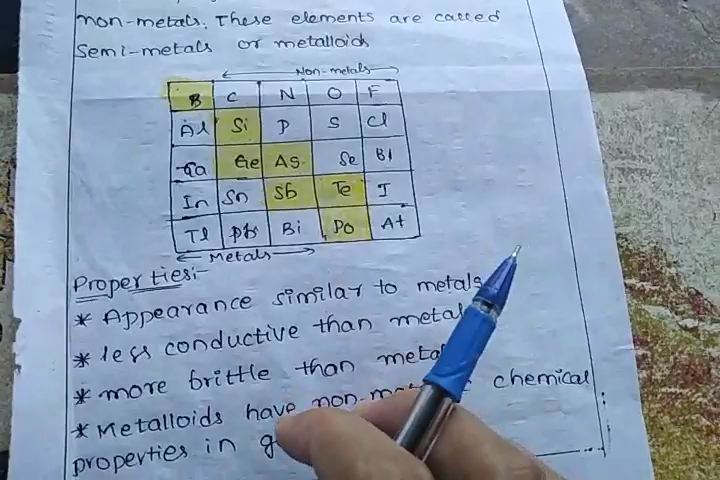 non-metals. These elements are called
Semi-metals or metalloids
Non-metals
B C N O F
Al Si P S Cl
Ga Ge As Se Br
In Sn Sb Te I
Tl Pb Bi Po At
Metals
Properties:-
* Appearance similar to metals
* less conductive than metal
* more brittle than
* Metalloids have chemical
properties in